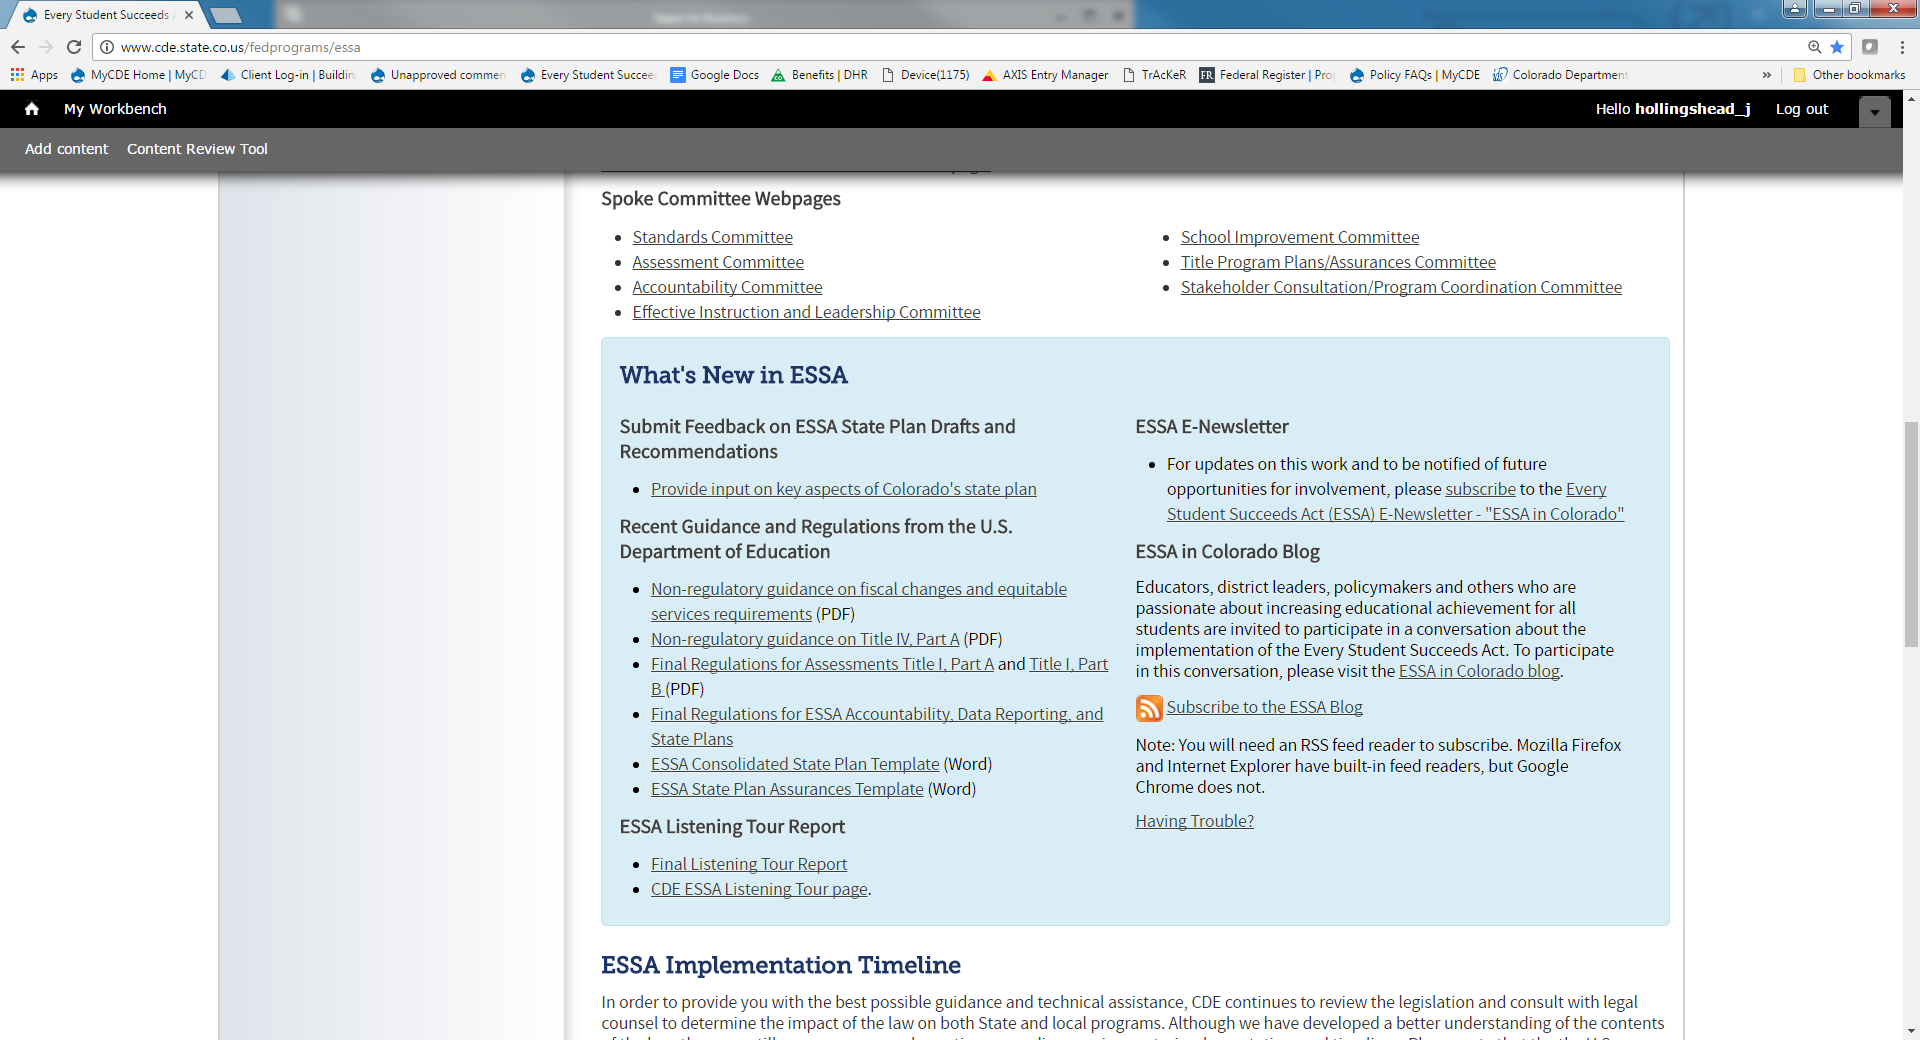 Every Student Succeeds
www.cde.state.co.us/fedprograms/essa
Apps
MyCDE Home | MyCD
Client Log-in | Buildin
Unapproved commen
Every Student Succee
Google Docs
Benefits | DHR
Device(1175)
AXIS Entry Manager
TrAcKeR
FR Federal Register | Pro
Policy FAQs | MyCDE
Colorado Department
»
Other bookmarks
My Workbench
Hello hollingshead_j
Log out
Add content
Content Review Tool
Spoke Committee Webpages
Standards Committee
Assessment Committee
Accountability Committee
Effective Instruction and Leadership Committee
School Improvement Committee
Title Program Plans/Assurances Committee
Stakeholder Consultation/Program Coordination Committee
What's New in ESSA
Submit Feedback on ESSA State Plan Drafts and
Recommendations
Provide input on key aspects of Colorado's state plan
Recent Guidance and Regulations from the U.S.
Department of Education
Non-regulatory guidance on fiscal changes and equitable
services requirements (PDF)
Non-regulatory guidance on Title IV, Part A (PDF)
Final Regulations for Assessments Title I, Part A and Title I, Part
B (PDF)
Final Regulations for ESSA Accountability, Data Reporting, and
State Plans
ESSA Consolidated State Plan Template (Word)
ESSA State Plan Assurances Template (Word)
ESSA Listening Tour Report
Final Listening Tour Report
CDE ESSA Listening Tour page.
ESSA E-Newsletter
For updates on this work and to be notified of future
opportunities for involvement, please subscribe to the Every
Student Succeeds Act (ESSA) E-Newsletter - "ESSA in Colorado"
ESSA in Colorado Blog
Educators, district leaders, policymakers and others who are
passionate about increasing educational achievement for all
students are invited to participate in a conversation about the
implementation of the Every Student Succeeds Act. To participate
in this conversation, please visit the ESSA in Colorado blog.
Subscribe to the ESSA Blog
Note: You will need an RSS feed reader to subscribe. Mozilla Firefox
and Internet Explorer have built-in feed readers, but Google
Chrome does not.
Having Trouble?
ESSA Implementation Timeline
In order to provide you with the best possible guidance and technical assistance, CDE continues to review the legislation and consult with legal
counsel to determine the impact of the law on both State and local programs. Although we have developed a better understanding of the contents